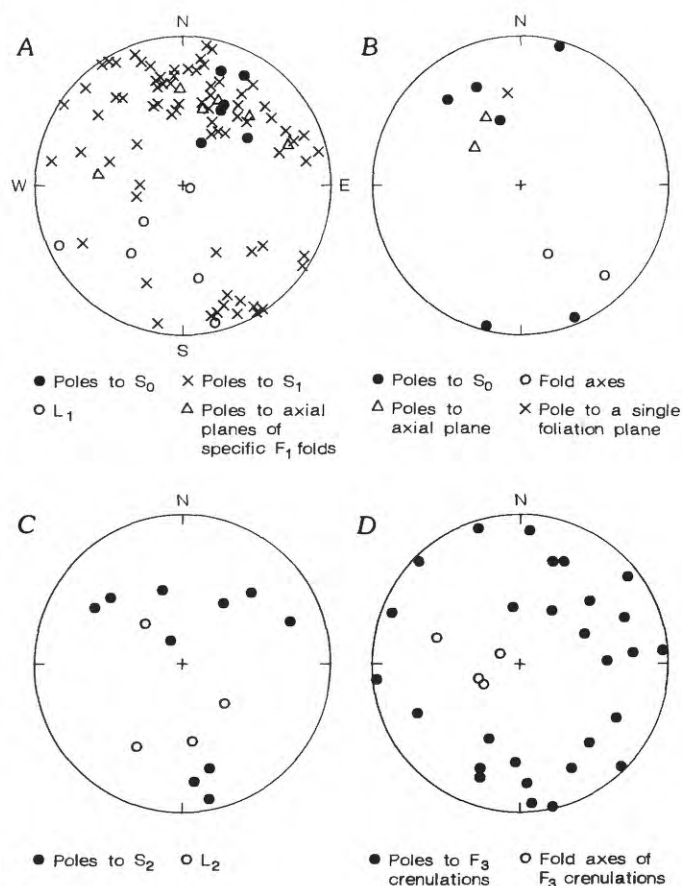 A
N
B
N
W
E
S
● Poles to S₀
× Poles to S₁
○ L₁
△ Poles to axial
planes of
specific F₁ folds
● Poles to S₀
○ Fold axes
△ Poles to
axial plane
× Pole to a single
foliation plane
C
N
D
N
● Poles to S₂
○ L₂
● Poles to F₃
crenulations
○ Fold axes of
F₃ crenulations